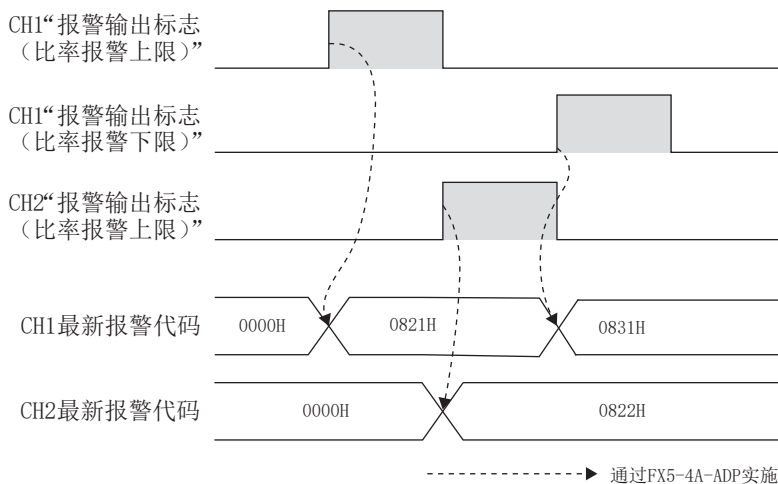 CH1“报警输出标志
（比率报警上限）”
CH1“报警输出标志
（比率报警下限）”
CH2“报警输出标志
（比率报警上限）”
CH1最新报警代码
0000H
0821H
0831H
CH2最新报警代码
0000H
0822H
通过FX5-4A-ADP实施